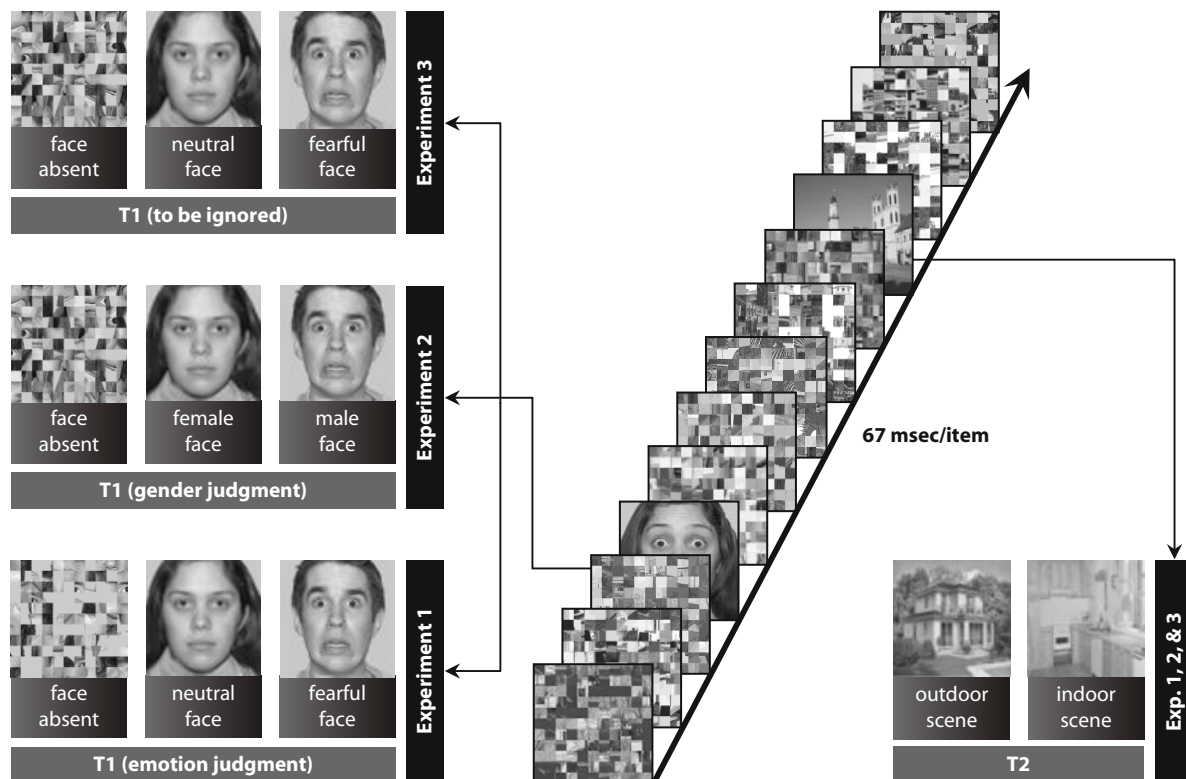 face
absent
neutral
face
fearful
face
T1 (to be ignored)
Experiment 3
face
absent
female
face
male
face
T1 (gender judgment)
Experiment 2
face
absent
neutral
face
fearful
face
T1 (emotion judgment)
Experiment 1
67 msec/item
outdoor
scene
indoor
scene
T2
Exp. 1, 2, & 3